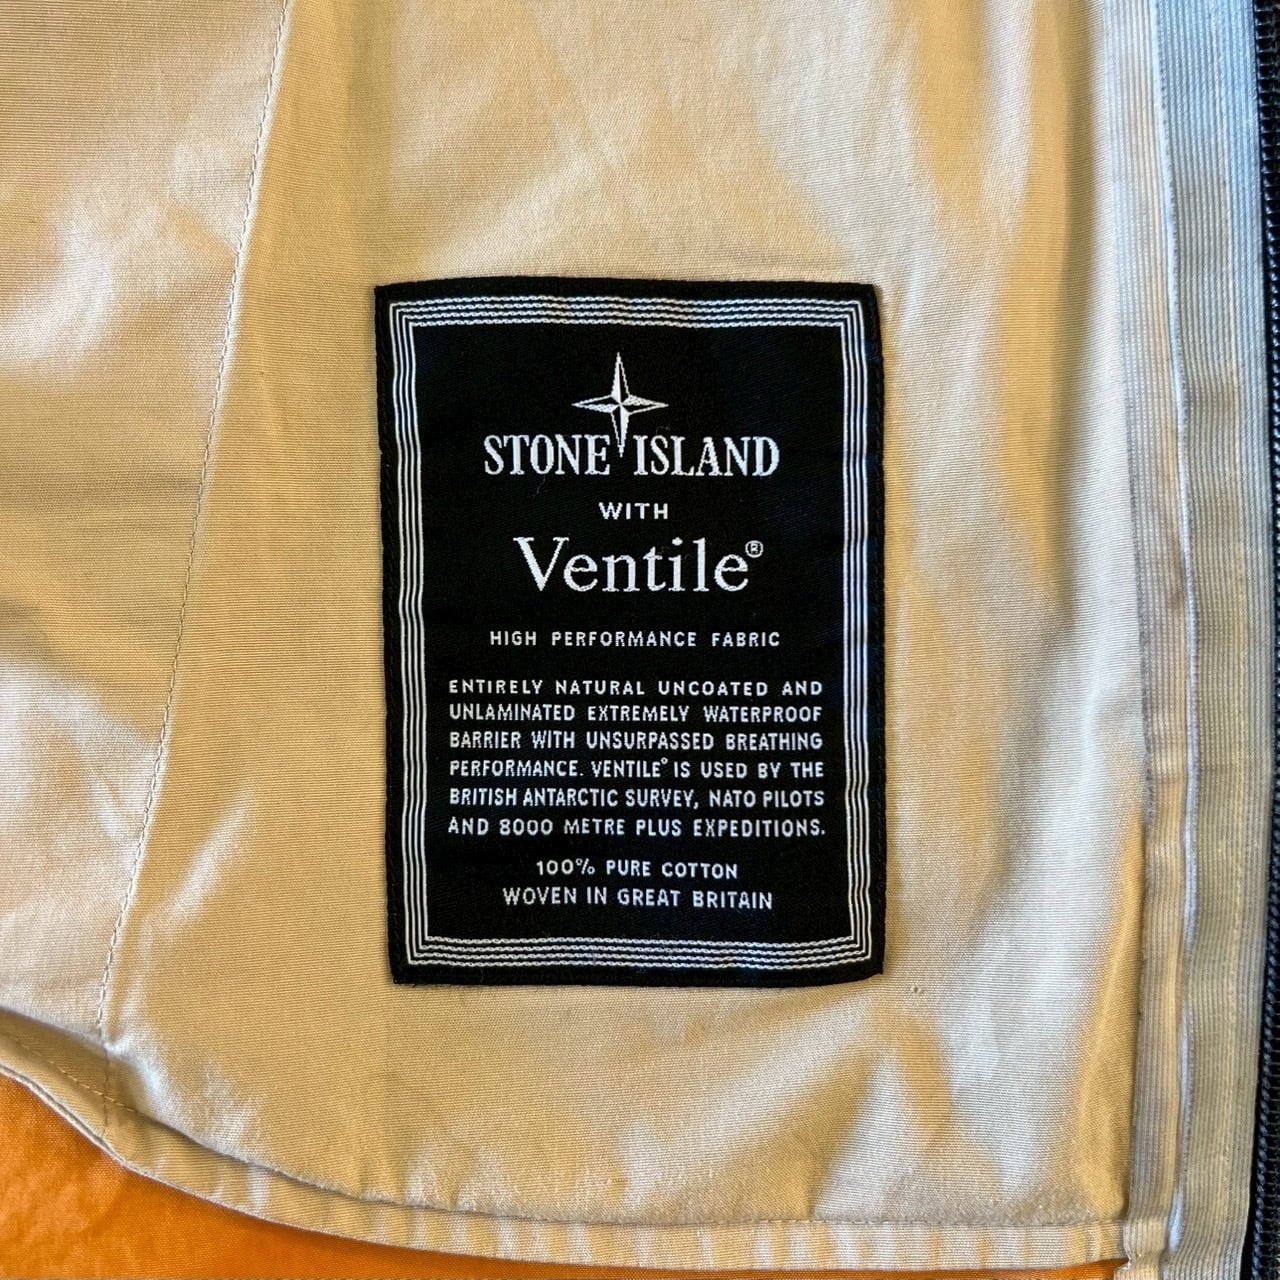 STONE ISLAND
WITH
Ventile®
HIGH PERFORMANCE FABRIC
ENTIRELY NATURAL UNCOATED AND
UNLAMINATED EXTREMELY WATERPROOF
BARRIER WITH UNSURPASSED BREATHING
PERFORMANCE. VENTILE® IS USED BY THE
BRITISH ANTARCTIC SURVEY, NATO PILOTS
AND 8000 METRE PLUS EXPEDITIONS.
100% PURE COTTON
WOVEN IN GREAT BRITAIN